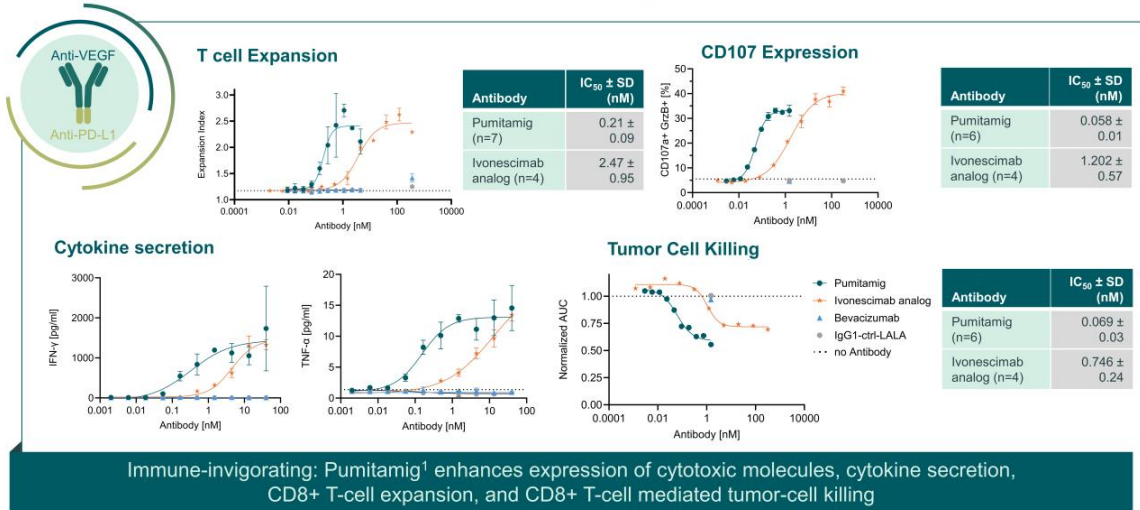 Anti-VEGF
Anti-PD-L1
T cell Expansion
Expansion Index
3.0
2.5
2.0
1.5
1.0
0.0001 0.01 1 100 10000
Antibody [nM]
Antibody IC50 ± SD (nM)
Pumitamig (n=7) 0.21 ± 0.09
Ivonescimab analog (n=4) 2.47 ± 0.95
CD107 Expression
CD107a+ GrzB+ [%]
50
40
30
20
10
0
0.0001 0.01 1 100 10000
Antibody [nM]
Antibody IC50 ± SD (nM)
Pumitamig (n=6) 0.058 ± 0.01
Ivonescimab analog (n=4) 1.202 ± 0.57
Cytokine secretion
IFN-γ [pg/ml]
3000
2000
1000
0
0.001 0.01 0.1 1 10 100
Antibody [nM]
TNF-α [pg/ml]
20
15
10
5
0
0.001 0.01 0.1 1 10 100
Antibody [nM]
Tumor Cell Killing
Normalized AUC
1.00
0.75
0.50
0.00
0.0001 0.01 1 100 10000
Antibody [nM]
Pumitamig
Ivonescimab analog
Bevacizumab
IgG1-ctrl-LALA
no Antibody
Antibody IC50 ± SD (nM)
Pumitamig (n=6) 0.069 ± 0.03
Ivonescimab analog (n=4) 0.746 ± 0.24
Immune-invigorating: Pumitamig¹ enhances expression of cytotoxic molecules, cytokine secretion,
CD8+ T-cell expansion, and CD8+ T-cell mediated tumor-cell killing